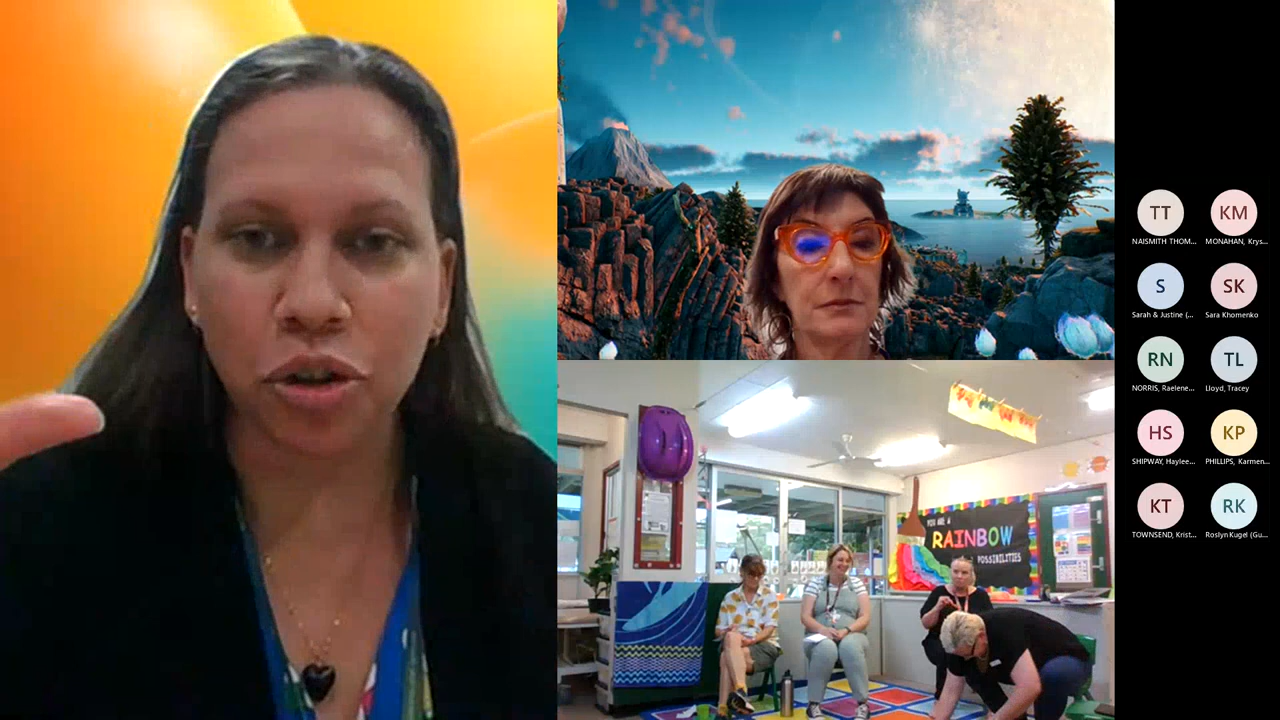 YOU ARE A
RAINBOW
POSSIBILITIES
TT
KM
NAISMITH THOM...
MONAHAN, Krys...
S
SK
Sarah & Justine (...
Sara Khomenko
RN
TL
NORRIS, Raelene...
Lloyd, Tracey
HS
KP
SHIPWAY, Haylee...
PHILLIPS, Karmen...
KT
RK
TOWNSEND, Krist...
Roslyn Kugel (Gu...